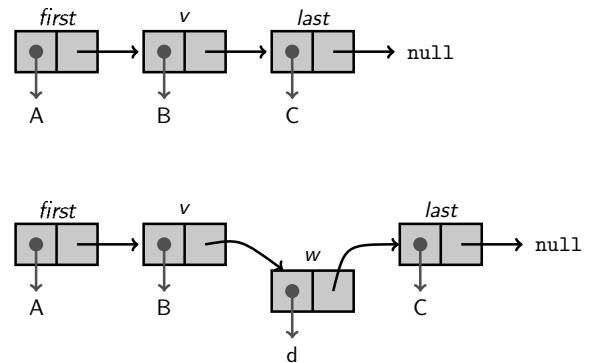 first v last
null
A B C
first v last
null
w
A B C
d